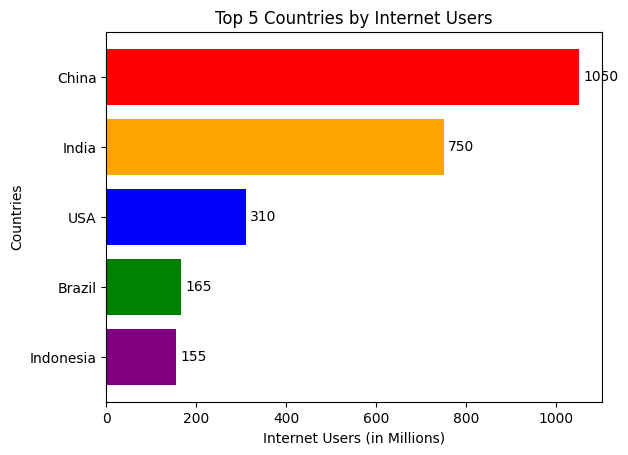 Top 5 Countries by Internet Users
China 1050
India 750
USA 310
Brazil 165
Indonesia 155
Countries
0 200 400 600 800 1000
Internet Users (in Millions)